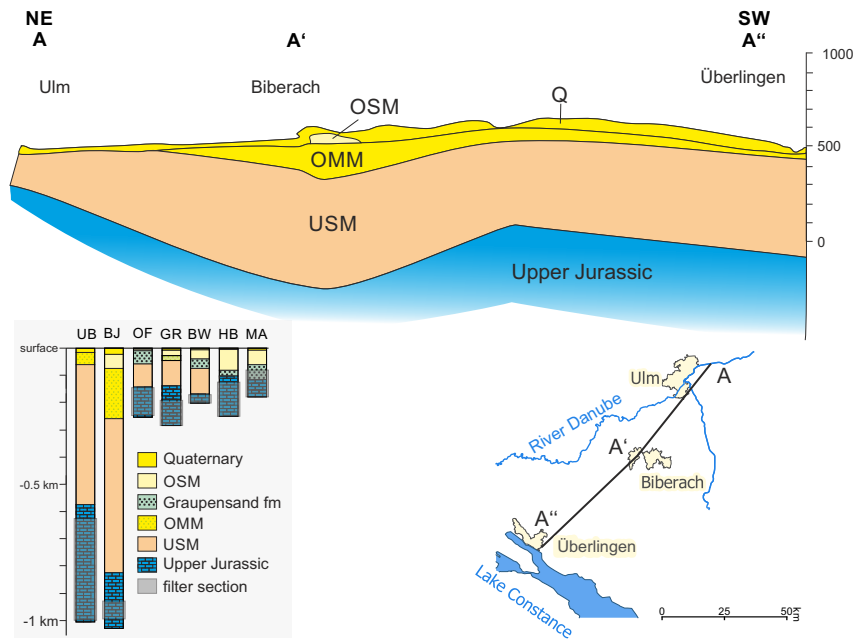 NE
A
A‘
SW
A“
Ulm
Biberach
Überlingen
OSM
Q
OMM
USM
Upper Jurassic
1000
500
0
UB BJ OF GR BW HB MA
surface
-0.5 km
-1 km
Quaternary
OSM
Graupensand fm
OMM
USM
Upper Jurassic
filter section
Ulm
A
River Danube
A‘
Biberach
A“
Überlingen
Lake Constance
0 25 50